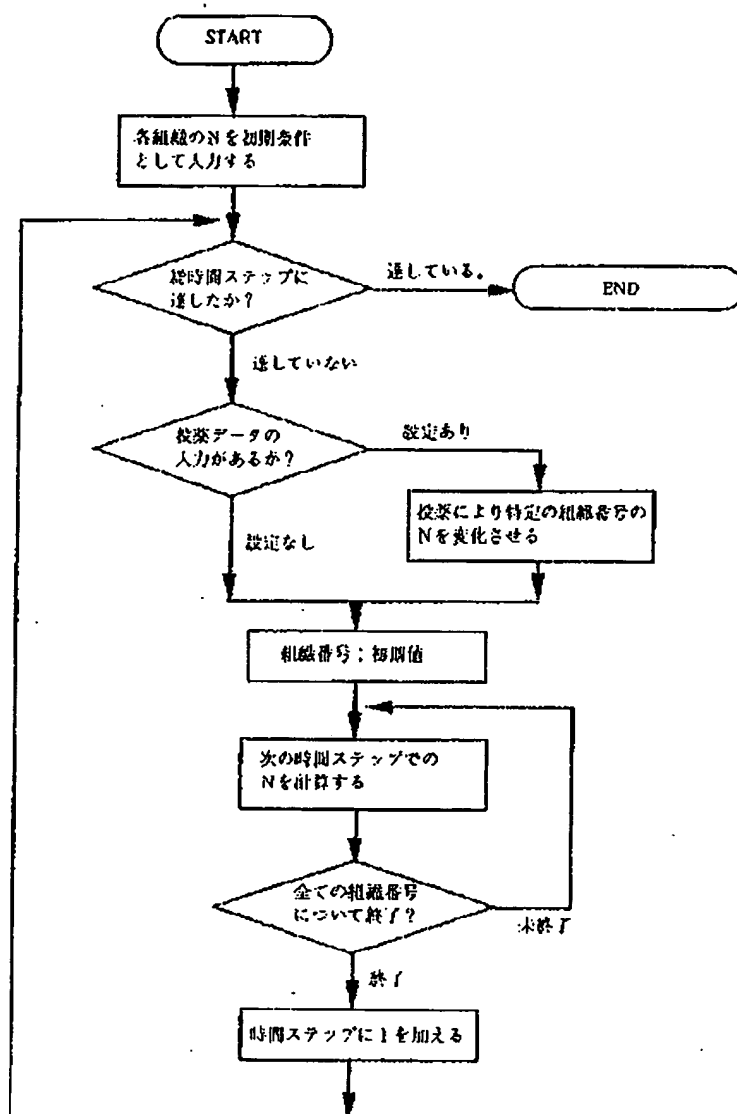 START
各組織のNを初期条件
として入力する
総時間ステップに
達したか?
達している。
END
達していない
投薬データの
入力があるか?
設定あり
投薬により特定の組織番号の
Nを変化させる
設定なし
組織番号:初期値
次の時間ステップでの
Nを計算する
全ての組織番号
について終了?
未終了
終了
時間ステップに1を加える